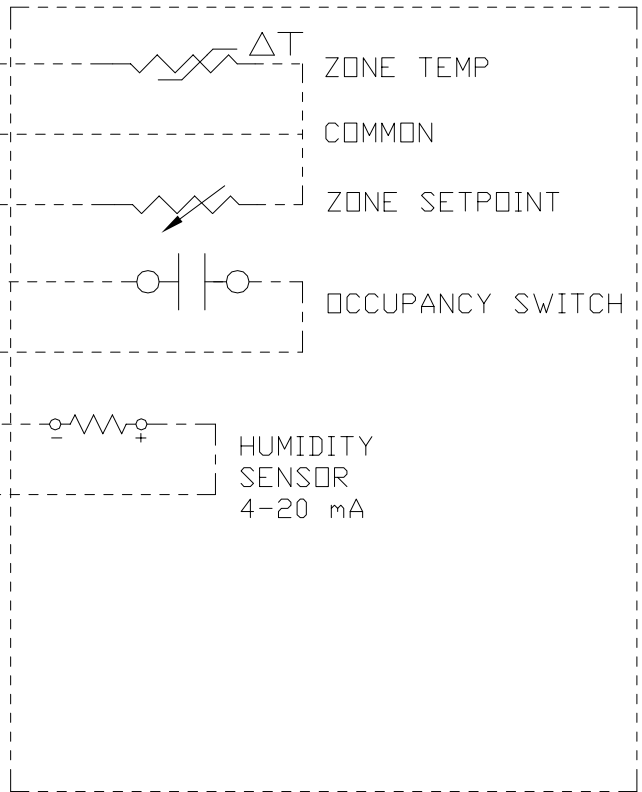 ΔT
ZONE TEMP
COMMON
ZONE SETPOINT
OCCUPANCY SWITCH
- +
HUMIDITY
SENSOR
4-20 mA